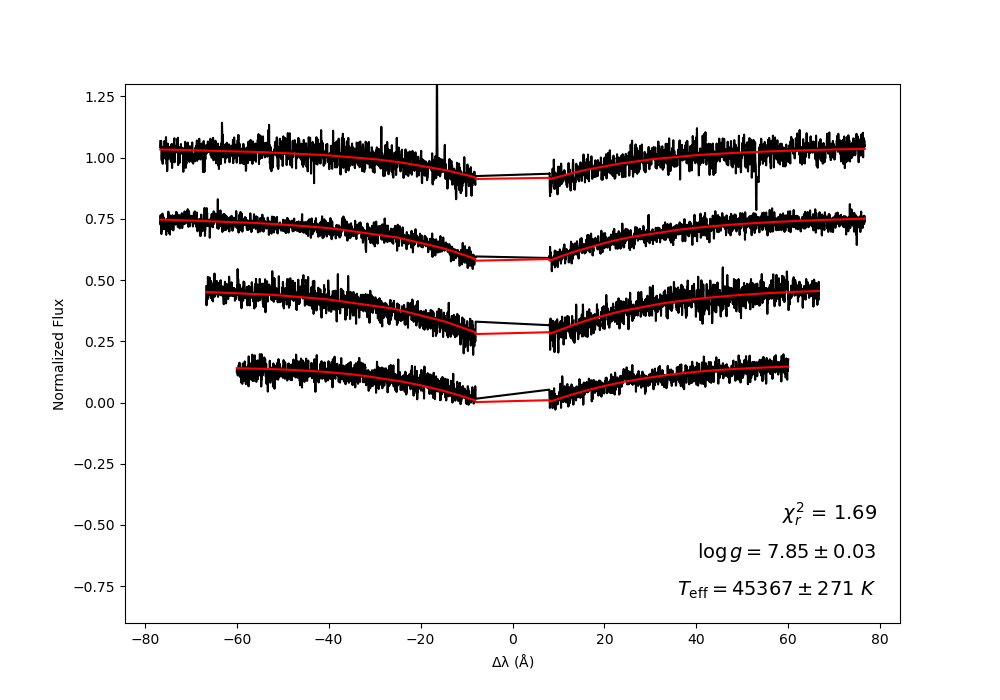 1.25
1.00
0.75
0.50
0.25
0.00
−0.25
−0.50
−0.75
Normalized Flux
χ²ᵣ = 1.69
log g = 7.85 ± 0.03
T_eff = 45367 ± 271 K
−80 −60 −40 −20 0 20 40 60 80
Δλ (Å)